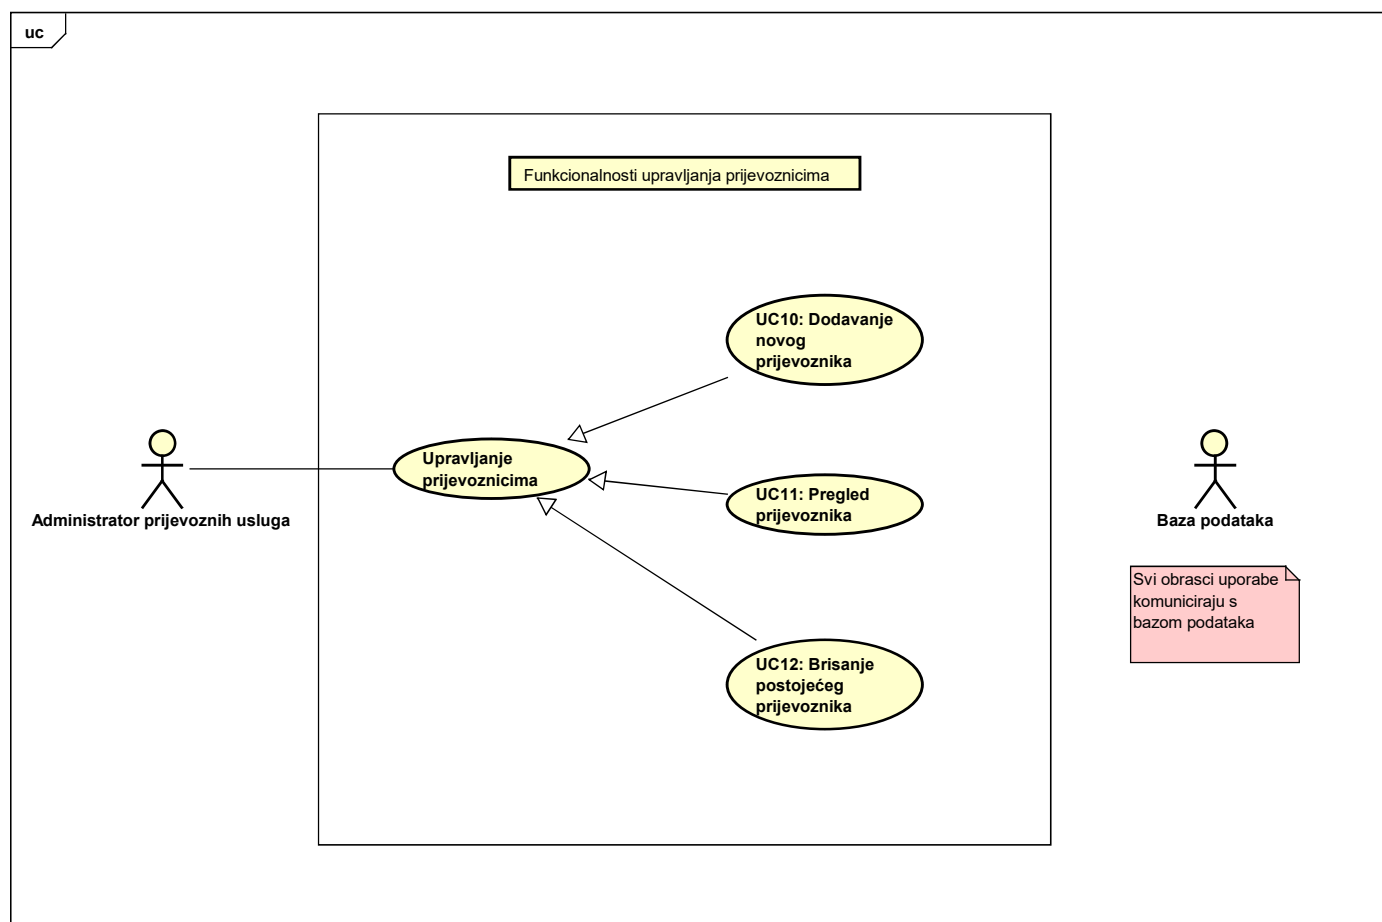 uc
Funkcionalnosti upravljanja prijevoznicima
UC10: Dodavanje
novog
prijevoznika
Upravljanje
prijevoznicima
UC11: Pregled
prijevoznika
Administrator prijevoznih usluga
Baza podataka
Svi obrasci uporabe
komuniciraju s
bazom podataka
UC12: Brisanje
postojećeg
prijevoznika